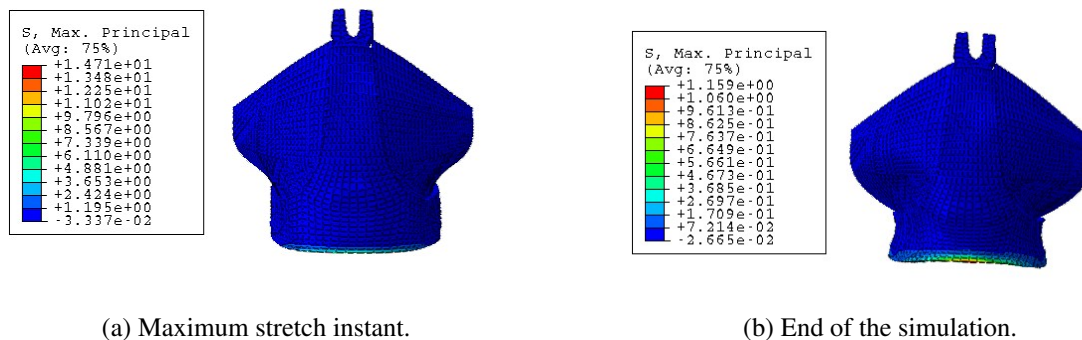 S, Max. Principal
(Avg: 75%)
+1.471e+01
+1.348e+01
+1.225e+01
+1.102e+01
+9.796e+00
+8.567e+00
+7.339e+00
+6.110e+00
+4.881e+00
+3.653e+00
+2.424e+00
+1.195e+00
-3.337e-02
S, Max. Principal
(Avg: 75%)
+1.159e+00
+1.060e+00
+9.613e-01
+8.625e-01
+7.637e-01
+6.649e-01
+5.661e-01
+4.673e-01
+3.685e-01
+2.697e-01
+1.709e-01
+7.214e-02
-2.665e-02
(a) Maximum stretch instant.
(b) End of the simulation.